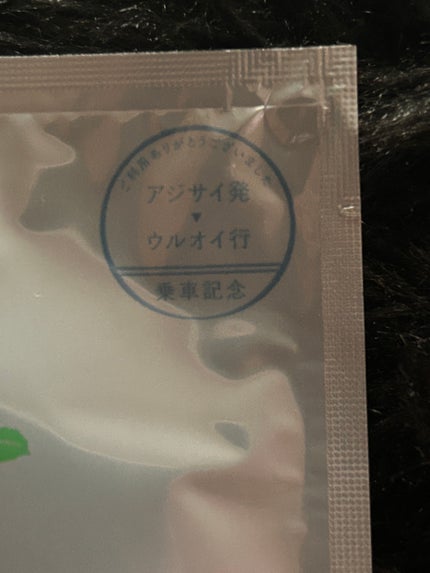 ご利用ありがとうございました
アジサイ発
▼
ウルオイ行
乗車記念